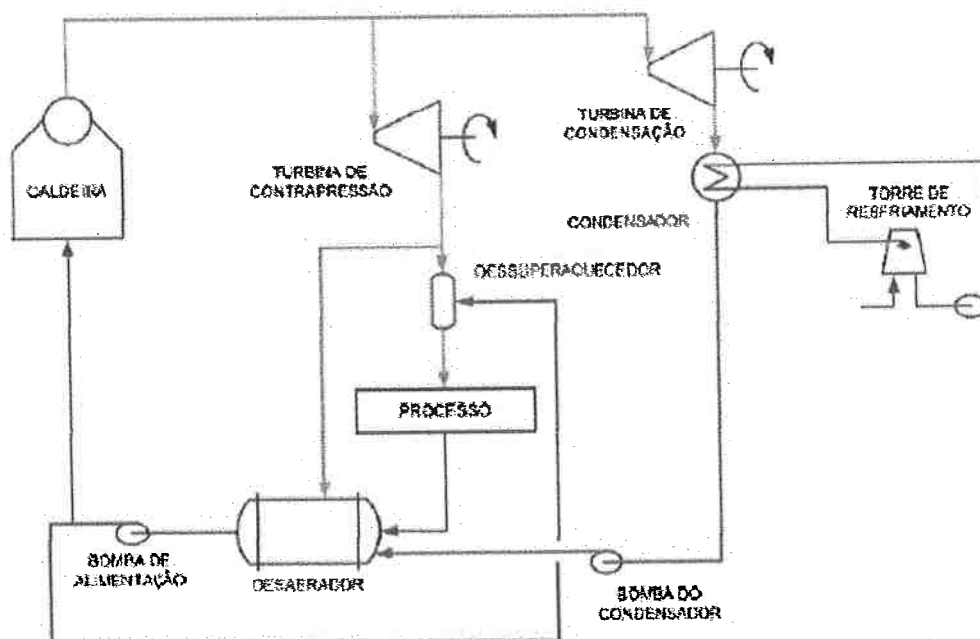 CALDEIRA
TURBINA DE
CONTRAPRESSÃO
TURBINA DE
CONDENSAÇÃO
CONDENSADOR
TORRE DE
RESFRIAMENTO
DESSUPERAQUECEDOR
PROCESSO
BOMBA DE
ALIMENTAÇÃO
DESAERADOR
BOMBA DO
CONDENSADOR